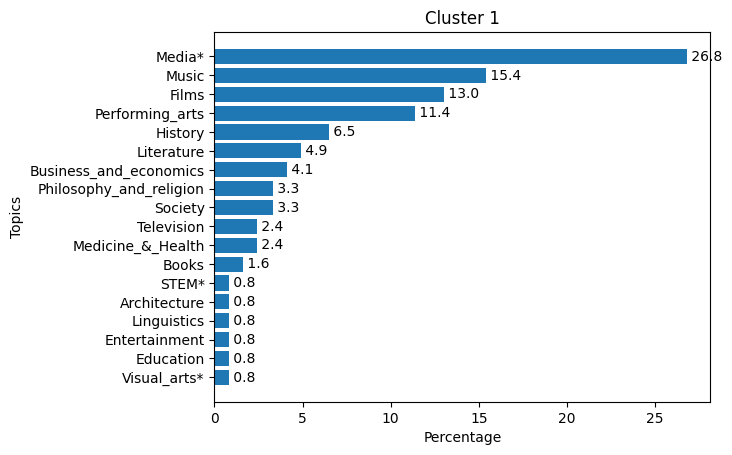 Cluster 1
Topics
Media* 26.8
Music 15.4
Films 13.0
Performing_arts 11.4
History 6.5
Literature 4.9
Business_and_economics 4.1
Philosophy_and_religion 3.3
Society 3.3
Television 2.4
Medicine_&_Health 2.4
Books 1.6
STEM* 0.8
Architecture 0.8
Linguistics 0.8
Entertainment 0.8
Education 0.8
Visual_arts* 0.8
0 5 10 15 20 25
Percentage